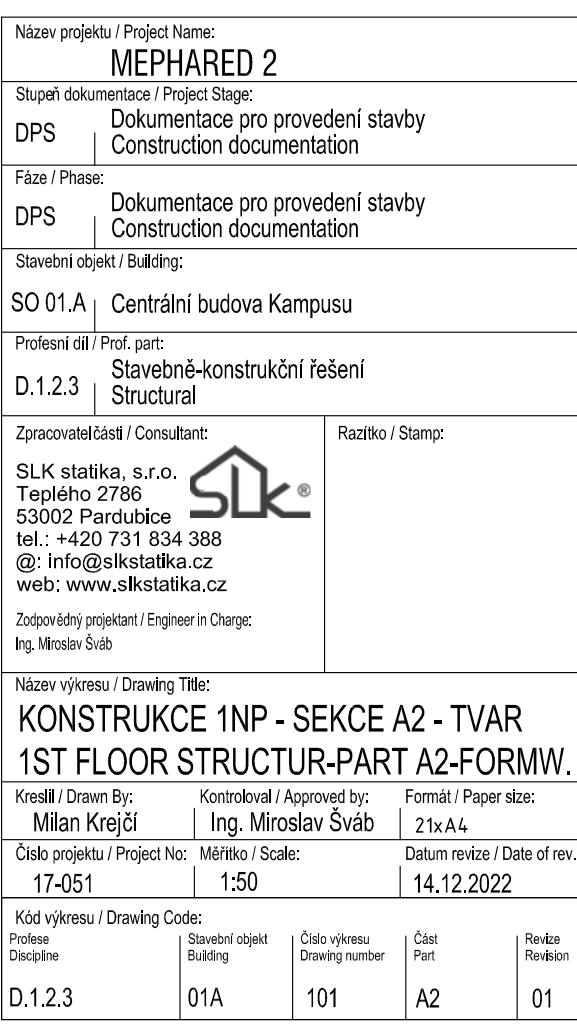 Název projektu / Project Name:
MEPHARED 2
Stupeň dokumentace / Project Stage:
DPS
Dokumentace pro provedení stavby
Construction documentation
Fáze / Phase:
DPS
Dokumentace pro provedení stavby
Construction documentation
Stavební objekt / Building:
SO 01.A
Centrální budova Kampusu
Profesní díl / Prof. part:
D.1.2.3
Stavebně-konstrukční řešení
Structural
Zpracovatel části / Consultant:
SLK statika, s.r.o.
Teplého 2786
53002 Pardubice
tel.: +420 731 834 388
@: info@slkstatika.cz
web: www.slkstatika.cz
SLK ®
Zodpovědný projektant / Engineer in Charge:
Ing. Miroslav Šváb
Razítko / Stamp:
Název výkresu / Drawing Title:
KONSTRUKCE 1NP - SEKCE A2 - TVAR
1ST FLOOR STRUCTUR-PART A2-FORMW.
Kreslil / Drawn By:
Milan Krejčí
Kontroloval / Approved by:
Ing. Miroslav Šváb
Formát / Paper size:
21xA4
Číslo projektu / Project No:
17-051
Měřítko / Scale:
1:50
Datum revize / Date of rev.
14.12.2022
Kód výkresu / Drawing Code:
Profese
Discipline
D.1.2.3
Stavební objekt
Building
01A
Číslo výkresu
Drawing number
101
Část
Part
A2
Revize
Revision
01